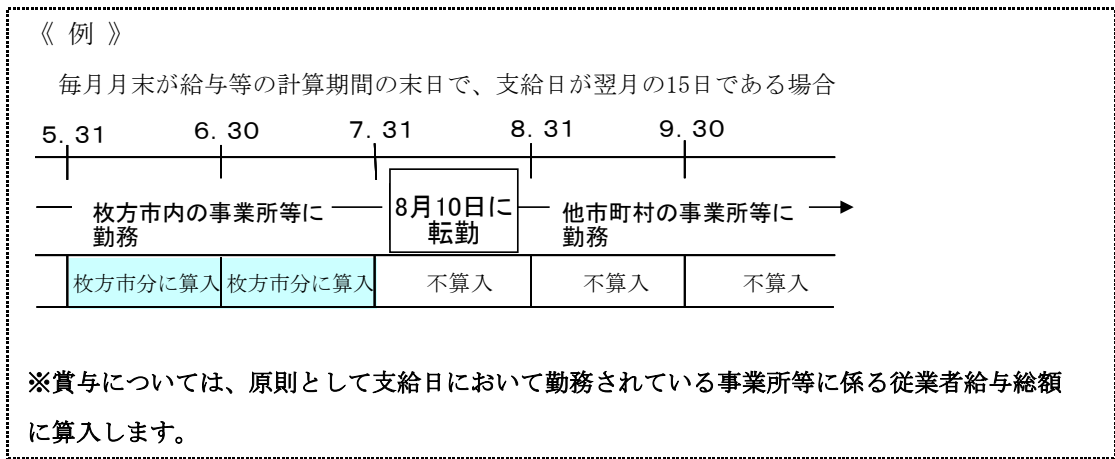 《 例 》
毎月月末が給与等の計算期間の末日で、支給日が翌月の15日である場合
5．31 6．30 7．31 8．31 9．30
枚方市内の事業所等に勤務
8月10日に転勤
他市町村の事業所等に勤務
枚方市分に算入 枚方市分に算入 不算入 不算入 不算入
※賞与については、原則として支給日において勤務されている事業所等に係る従業者給与総額
に算入します。